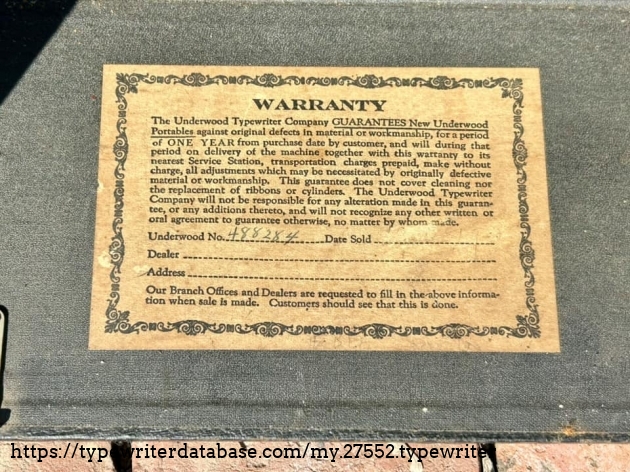 WARRANTY
The Underwood Typewriter Company GUARANTEES New Underwood
Portables against original defects in material or workmanship, for a period
of ONE YEAR from purchase date by customer, and will during that
period on delivery of the machine together with this warranty to its
nearest Service Station, transportation charges prepaid, make without
charge, all adjustments which may be necessitated by originally defective
material or workmanship. This guarantee does not cover cleaning nor
the replacement of ribbons or cylinders. The Underwood Typewriter
Company will not be responsible for any alteration made in this guaran-
tee, or any additions thereto, and will not recognize any other written or
oral agreement to guarantee otherwise, no matter by whom made.
Underwood No. 488284 Date Sold
Dealer
Address
Our Branch Offices and Dealers are requested to fill in the above informa-
tion when sale is made. Customers should see that this is done.
https://typewriterdatabase.com/my.27552.typewriter